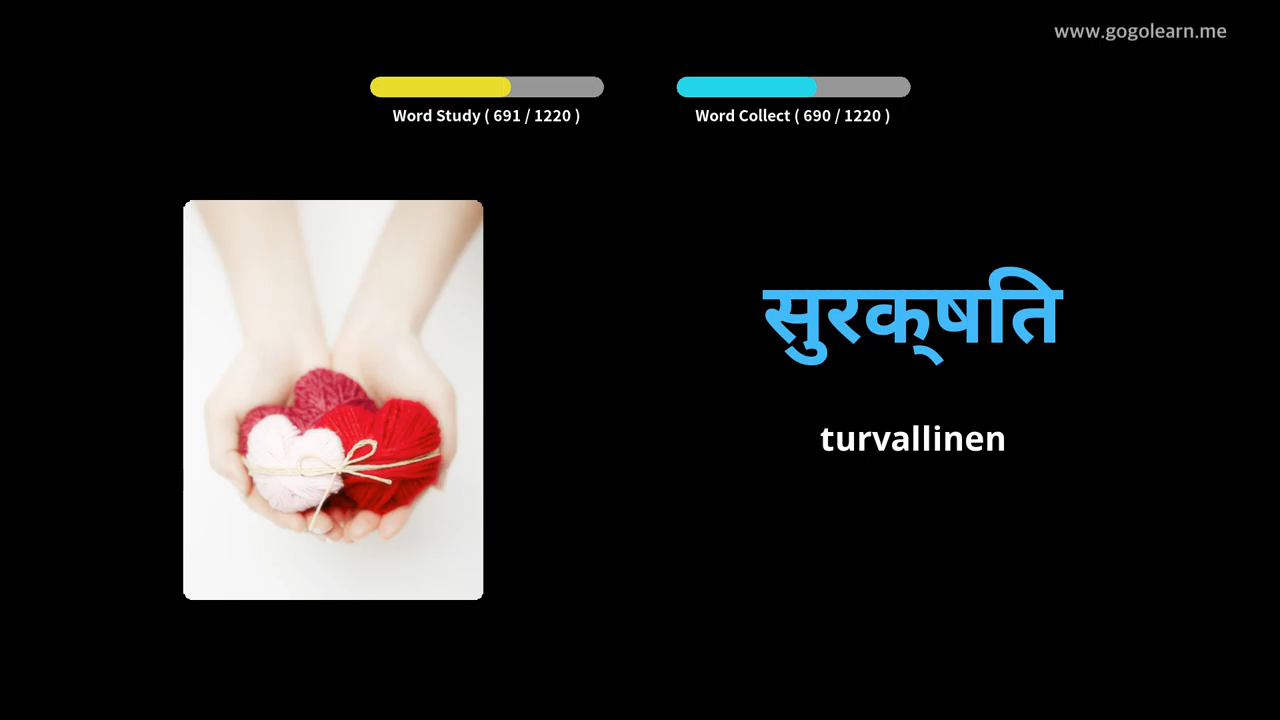 www.gogolearn.me
Word Study ( 691 / 1220 )
Word Collect ( 690 / 1220 )
सुरक्‌षति
turvallinen